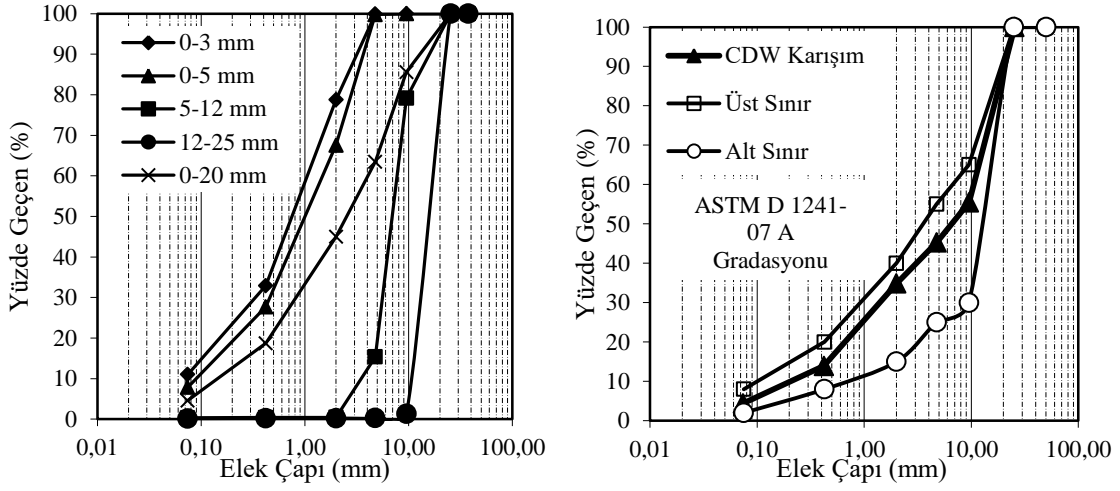 100
90
80
70
60
50
40
30
20
10
0
Yüzde Geçen (%)
0-3 mm
0-5 mm
5-12 mm
12-25 mm
0-20 mm
0,01
0,10
1,00
10,00
100,00
Elek Çapı (mm)
100
90
80
70
60
50
40
30
20
10
0
Yüzde Geçen (%)
CDW Karışım
Üst Sınır
Alt Sınır
ASTM D 1241-
07 A
Gradasyonu
0,01
0,10
1,00
10,00
100,00
Elek Çapı (mm)